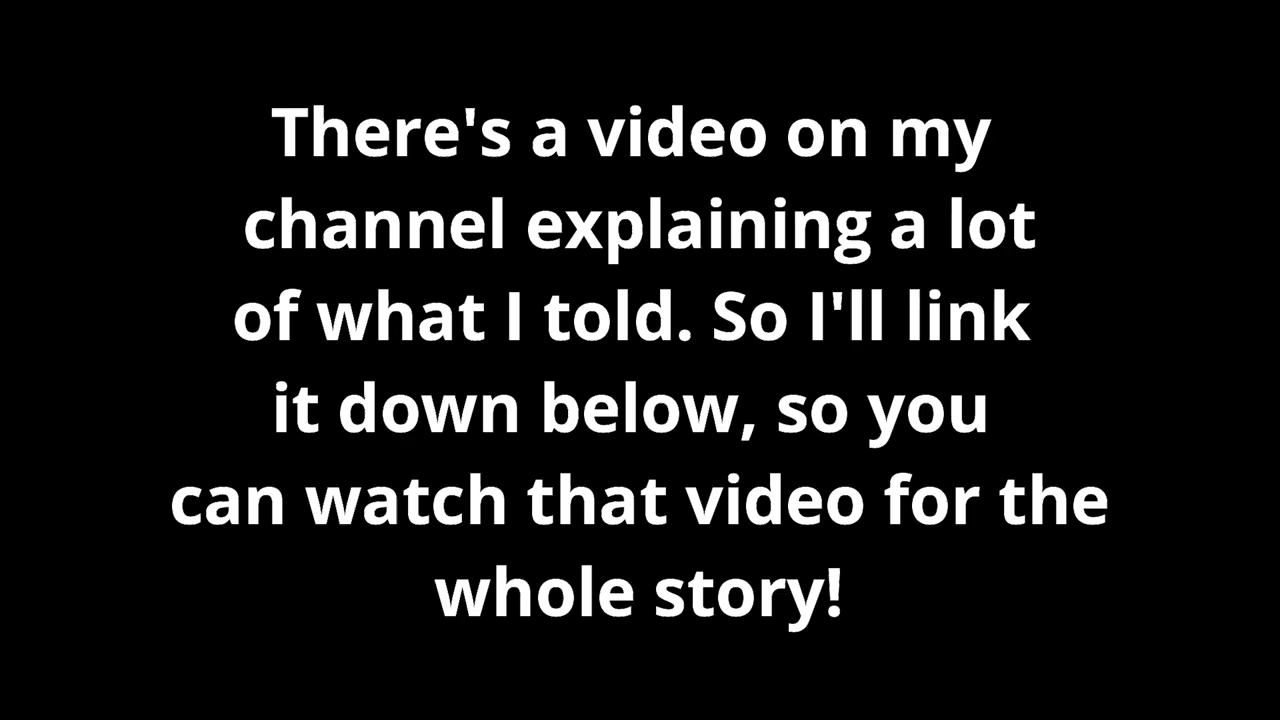 There's a video on my
channel explaining a lot
of what I told. So I'll link
it down below, so you
can watch that video for the
whole story!